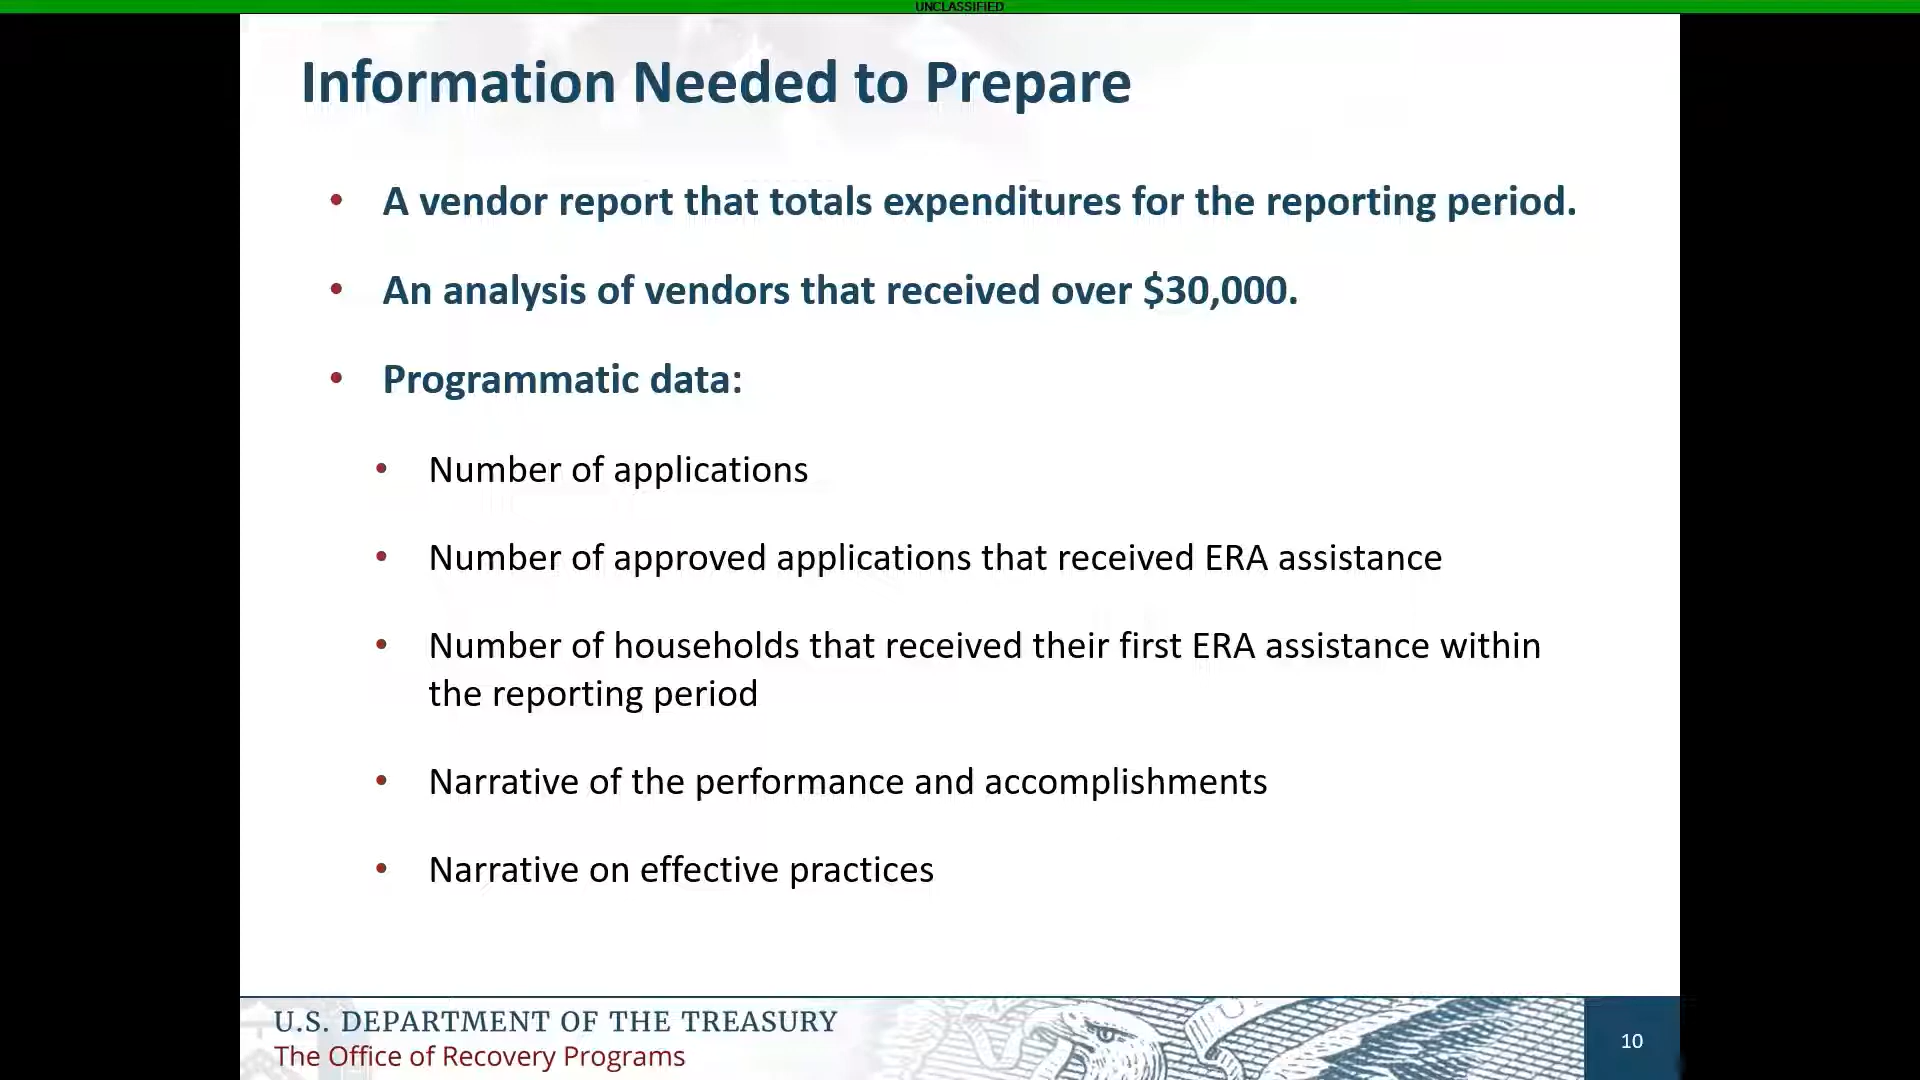 UNCLASSIFIED
Information Needed to Prepare
• A vendor report that totals expenditures for the reporting period.
• An analysis of vendors that received over $30,000.
• Programmatic data:
• Number of applications
• Number of approved applications that received ERA assistance
• Number of households that received their first ERA assistance within
the reporting period
• Narrative of the performance and accomplishments
• Narrative on effective practices
U.S. DEPARTMENT OF THE TREASURY
The Office of Recovery Programs
10